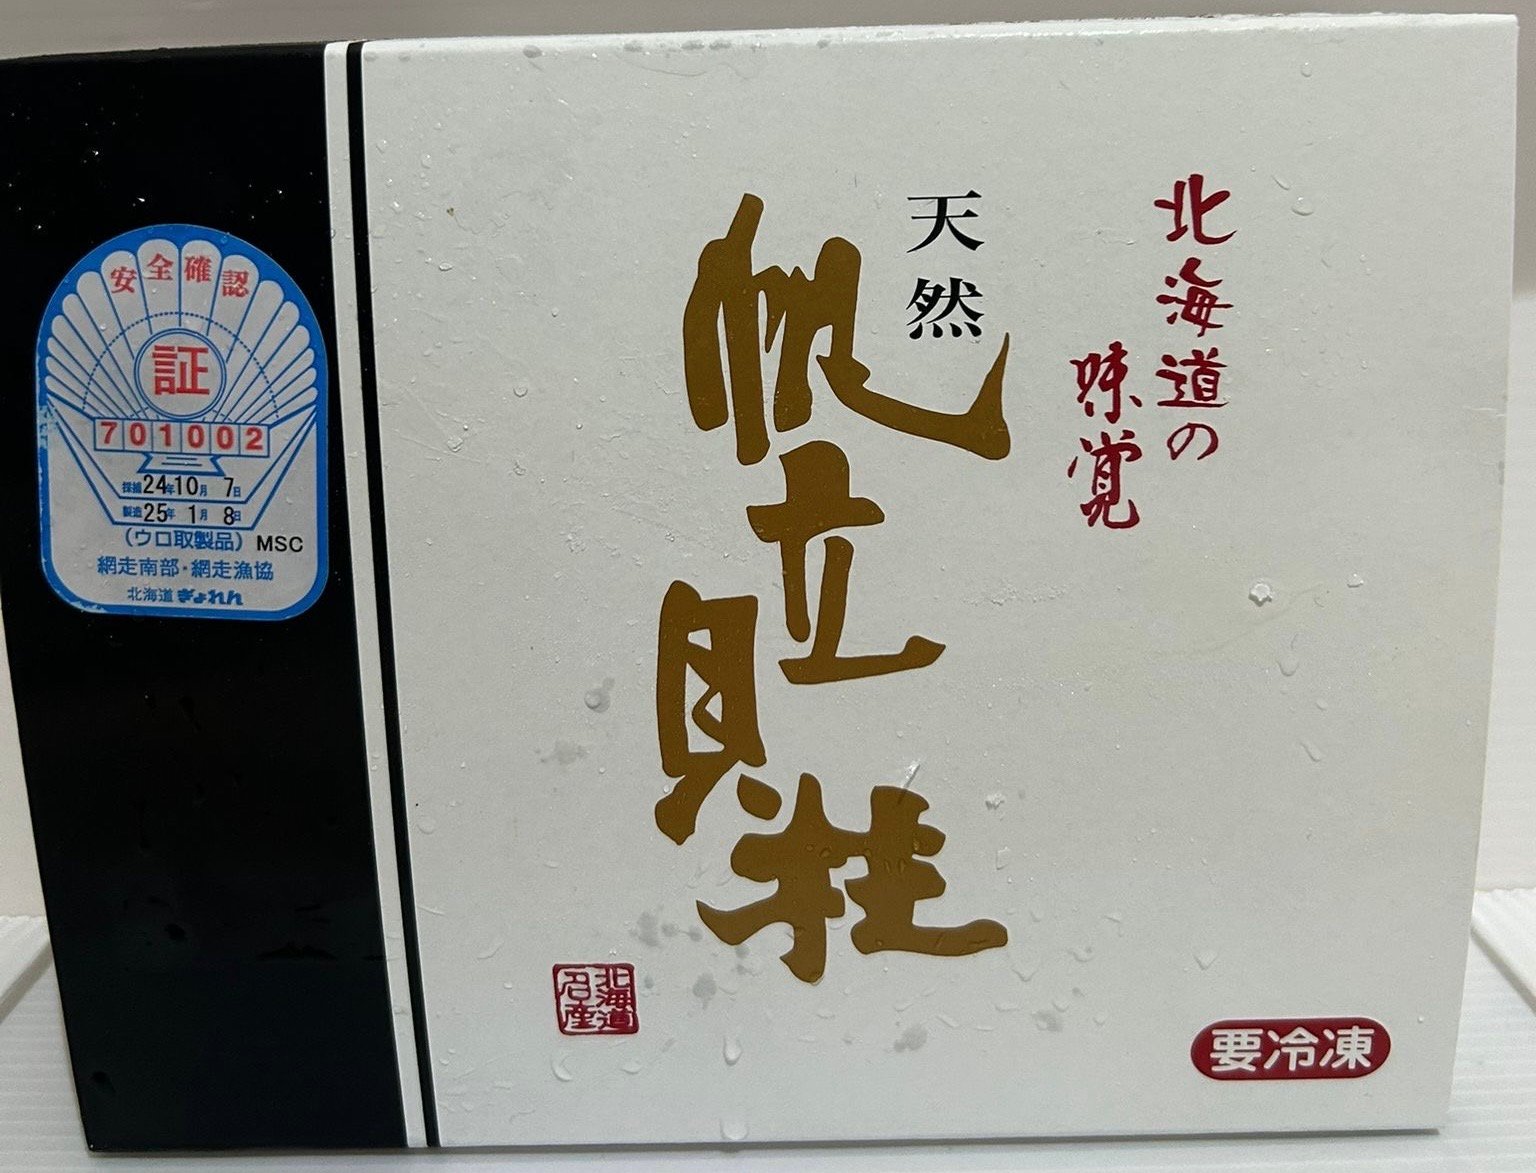 北海道の
味覚
天然
帆立貝柱
安全確認
証
701002
採捕24年10月7日
製造25年1月8日
(ウロ取製品) MSC
網走南部・網走漁協
北海道ぎょれん
北海道
名産
要冷凍